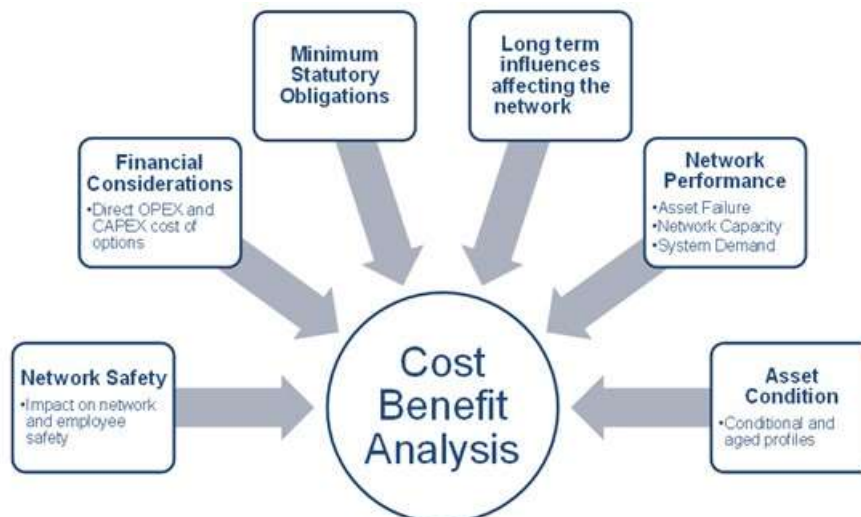 Minimum
Statutory
Obligations
Long term
influences
affecting the
network
Financial
Considerations
•Direct OPEX and
CAPEX cost of
options
Network
Performance
•Asset Failure
•Network Capacity
•System Demand
Network Safety
•Impact on network
and employee
safety
Cost
Benefit
Analysis
Asset
Condition
•Conditional and
aged profiles